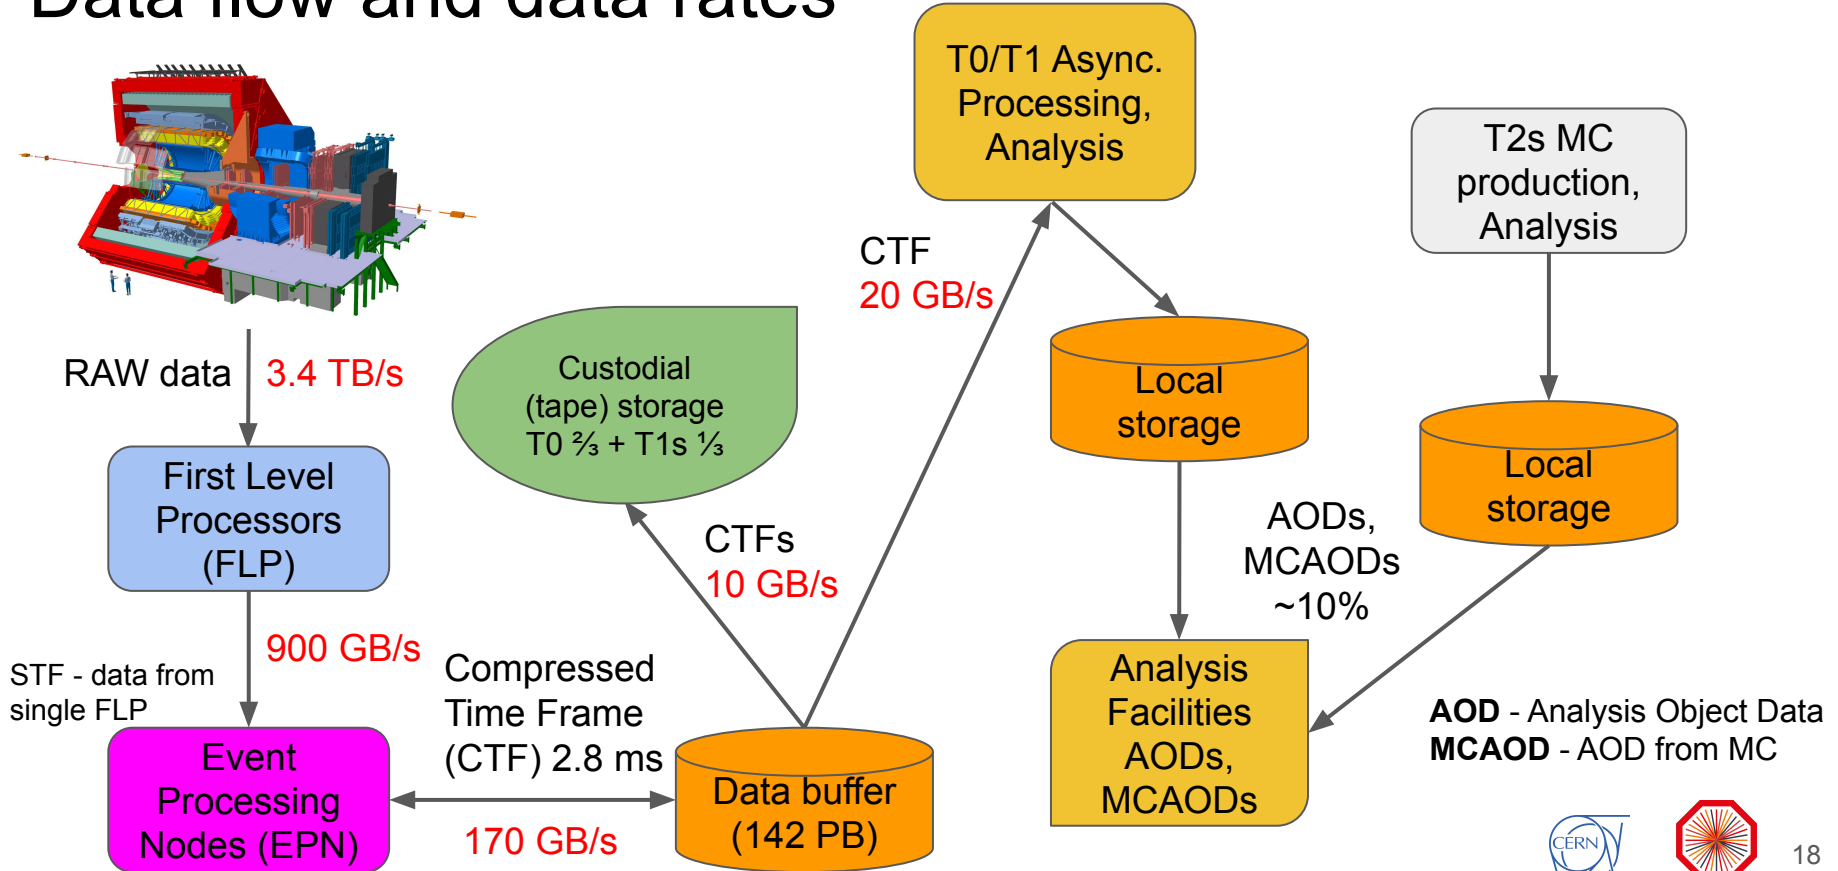 Data flow and data rates
T0/T1 Async.
Processing,
Analysis
T2s MC
production,
Analysis
CTF
20 GB/s
RAW data
3.4 TB/s
Custodial
(tape) storage
T0 ⅔ + T1s ⅓
Local
storage
Local
storage
First Level
Processors
(FLP)
CTFs
10 GB/s
AODs,
MCAODs
~10%
900 GB/s
STF - data from
single FLP
Compressed
Time Frame
(CTF) 2.8 ms
Analysis
Facilities
AODs,
MCAODs
AOD - Analysis Object Data
MCAOD - AOD from MC
Event
Processing
Nodes (EPN)
170 GB/s
Data buffer
(142 PB)
CERN
18